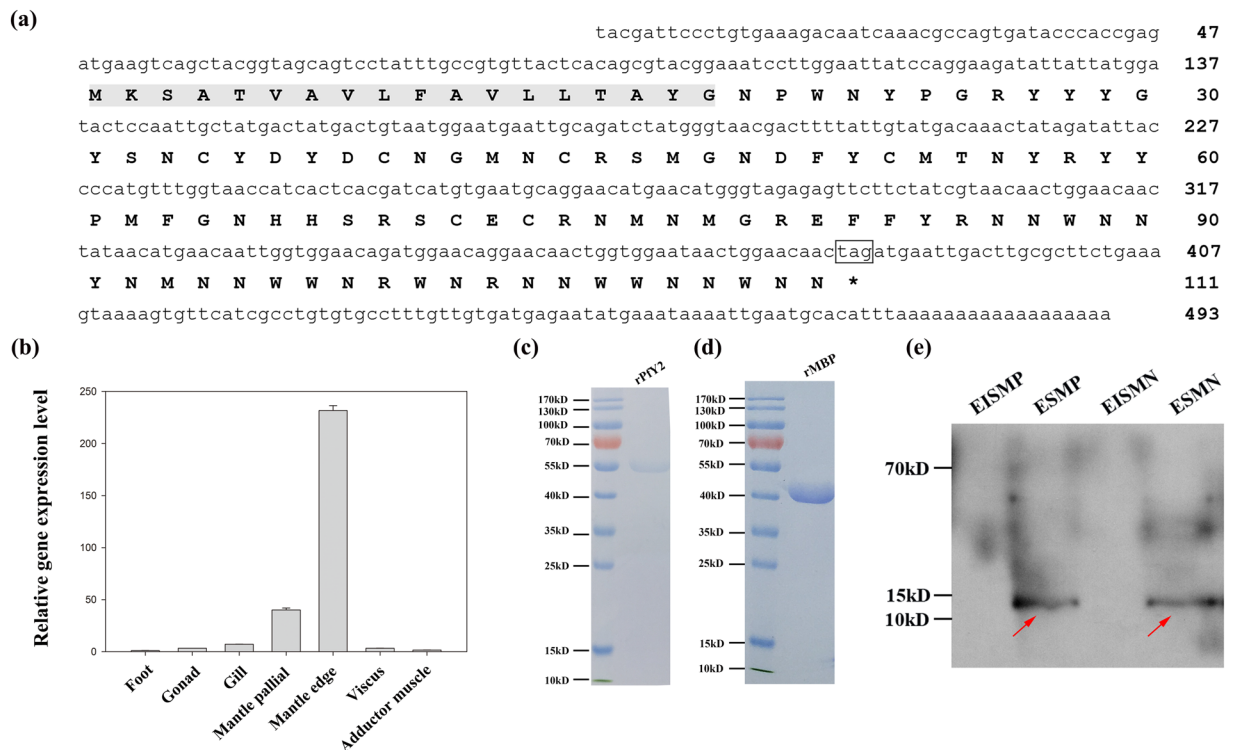 (a)
tacgattccctgtgaaagacaatcaaacgccagtgatacccaccgag 47
atgaagtcagctacggtagcagtcctatttgccgtgttactcacagcgtacggaaatccttggaattatccaggaagatattattatgga 137
M K S A T V A V L F A V L L T A Y G N P W N Y P G R Y Y Y G 30
tactccaattgctatgactatgactgtaatggaatgaattgcagatctatgggtaacgacttttattgtatgacaaactatagatattac 227
Y S N C Y D Y D C N G M N C R S M G N D F Y C M T N Y R Y Y 60
cccatgtttggtaaccatcactcacgatcatgtgaatgcaggaacatgaacatgggtagagagttcttctatcgtaacaactggaacaac 317
P M F G N H H S R S C E C R N M N M G R E F F Y R N N W N N 90
tataacatgaacaattggtggaacagatggaacaggaacaactggtggaataactggaacaactagatgaattgacttgcgcttctgaaa 407
Y N M N N W W N R W N R N N W W N N W N N * 111
gtaaaagtgttcatcgcctgtgtgcctttgttgtgatgagaatatgaaataaaattgaatgcacatttaaaaaaaaaaaaaaaaaa 493
(b)
Relative gene expression level
250
200
150
100
50
0
Foot
Gonad
Gill
Mantle pallial
Mantle edge
Viscus
Adductor muscle
(c)
rPfY2
170kD
130kD
100kD
70kD
55kD
40kD
35kD
25kD
15kD
10kD
(d)
rMBP
170kD
130kD
100kD
70kD
55kD
40kD
35kD
25kD
15kD
10kD
(e)
EISMP
ESMP
EISMN
ESMN
70kD
15kD
10kD